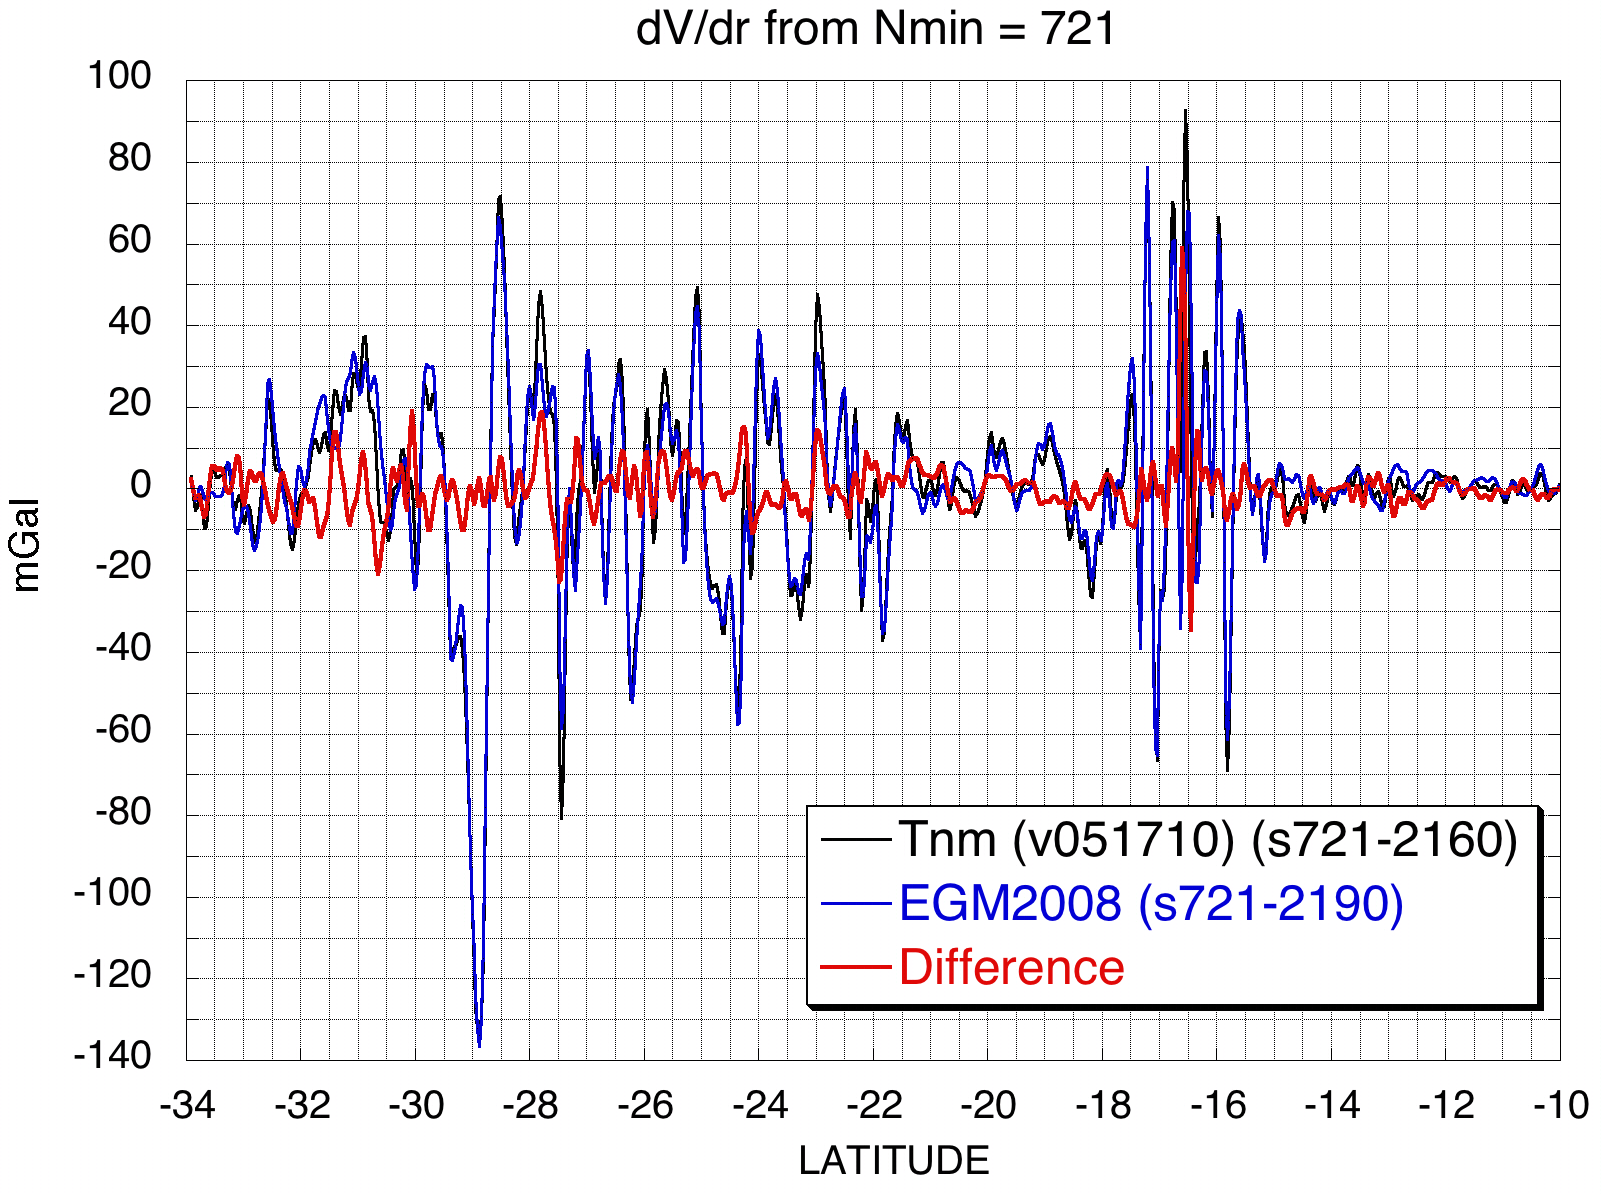 dV/dr from Nmin = 721
100
80
60
40
20
0
-20
-40
-60
-80
-100
-120
-140
mGal
Tnm (v051710) (s721-2160)
EGM2008 (s721-2190)
Difference
-34 -32 -30 -28 -26 -24 -22 -20 -18 -16 -14 -12 -10
LATITUDE